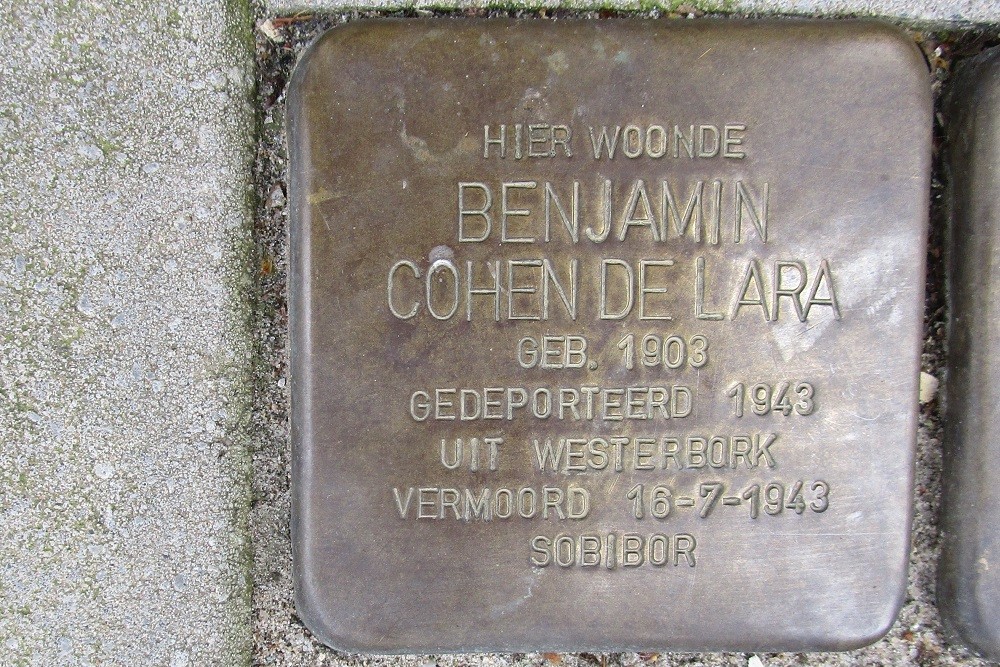 HIER WOONDE
BENJAMIN
COHEN DE LARA
GEB. 1903
GEDEPORTEERD 1943
UIT WESTERBORK
VERMOORD 16-7-1943
SOBIBOR